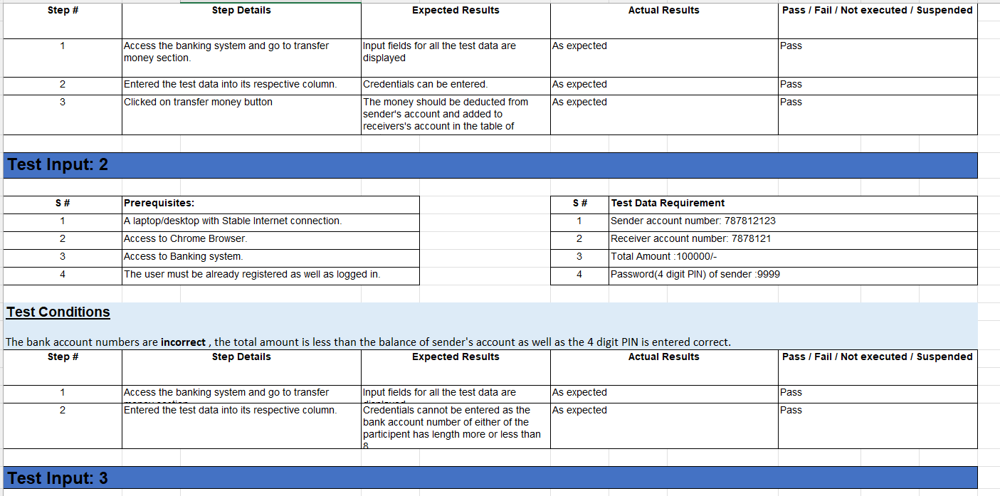 Step # Step Details Expected Results Actual Results Pass / Fail / Not executed / Suspended
1 Access the banking system and go to transfer Input fields for all the test data are As expected Pass
money section. displayed
2 Entered the test data into its respective column. Credentials can be entered. As expected Pass
3 Clicked on transfer money button The money should be deducted from As expected Pass
sender's account and added to
receivers's account in the table of
Test Input: 2
S # Prerequisites: S # Test Data Requirement
1 A laptop/desktop with Stable Internet connection. 1 Sender account number: 787812123
2 Access to Chrome Browser. 2 Receiver account number: 7878121
3 Access to Banking system. 3 Total Amount :100000/-
4 The user must be already registered as well as logged in. 4 Password(4 digit PIN) of sender :9999
Test Conditions
The bank account numbers are incorrect , the total amount is less than the balance of sender's account as well as the 4 digit PIN is entered correct.
Step # Step Details Expected Results Actual Results Pass / Fail / Not executed / Suspended
1 Access the banking system and go to transfer Input fields for all the test data are As expected Pass
2 Entered the test data into its respective column. Credentials cannot be entered as the As expected Pass
bank account number of either of the
participent has length more or less than
8
Test Input: 3